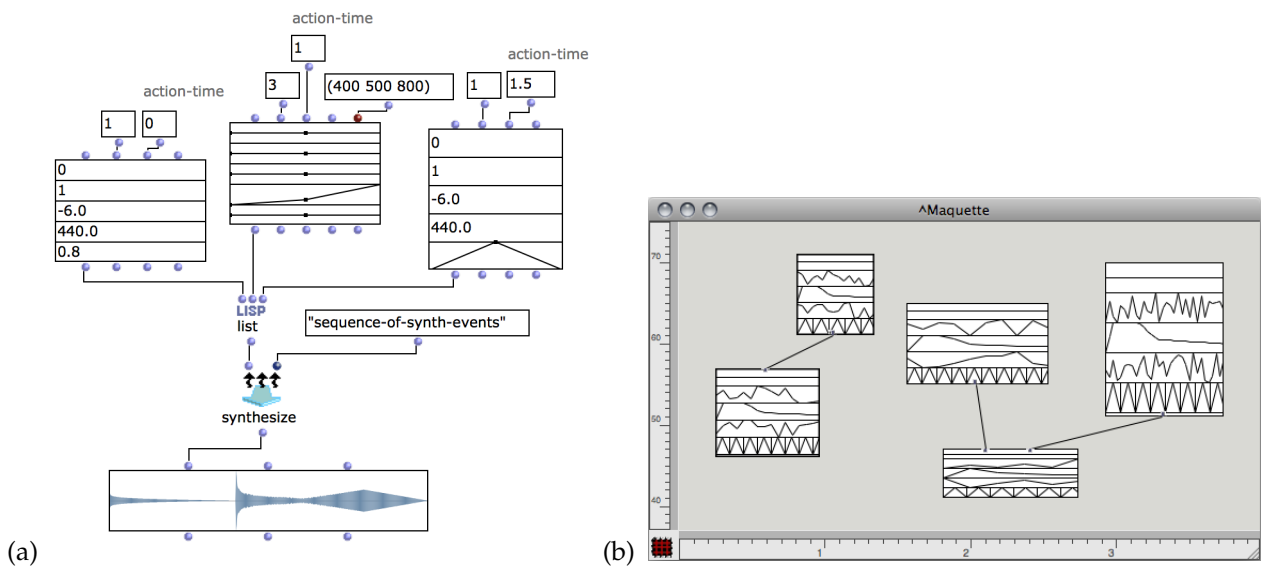 action-time
1
action-time
3
(400 500 800)
1
1.5
action-time
1
0
0
1
-6.0
440.0
0.8
0
1
-6.0
440.0
LISP
list
"sequence-of-synth-events"
synthesize
(a)
^Maquette
70
60
50
40
1
2
3
(b)